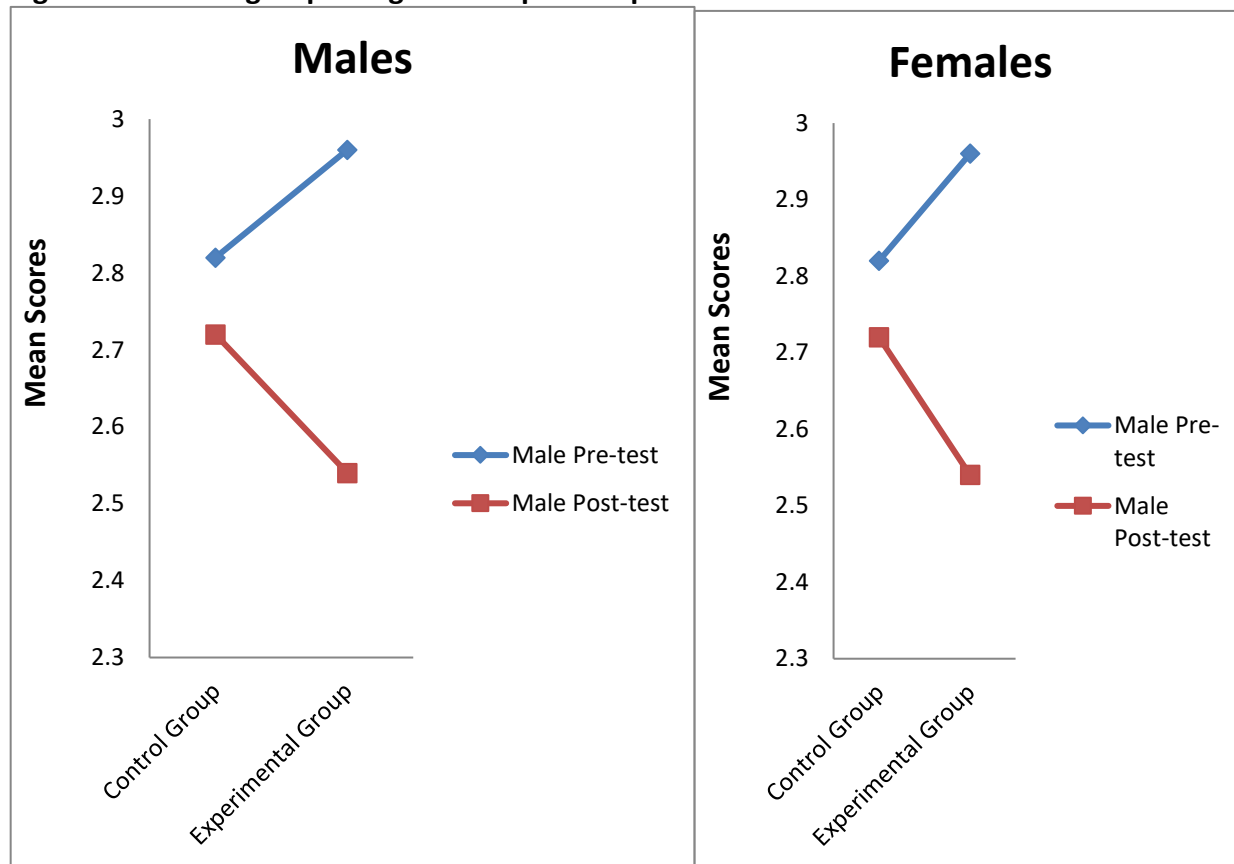 Males
3
2.9
2.8
2.7
2.6
2.5
2.4
2.3
Mean Scores
Control Group
Experimental Group
Male Pre-test
Male Post-test
Females
3
2.9
2.8
2.7
2.6
2.5
2.4
2.3
Mean Scores
Control Group
Experimental Group
Male Pre-
test
Male
Post-test